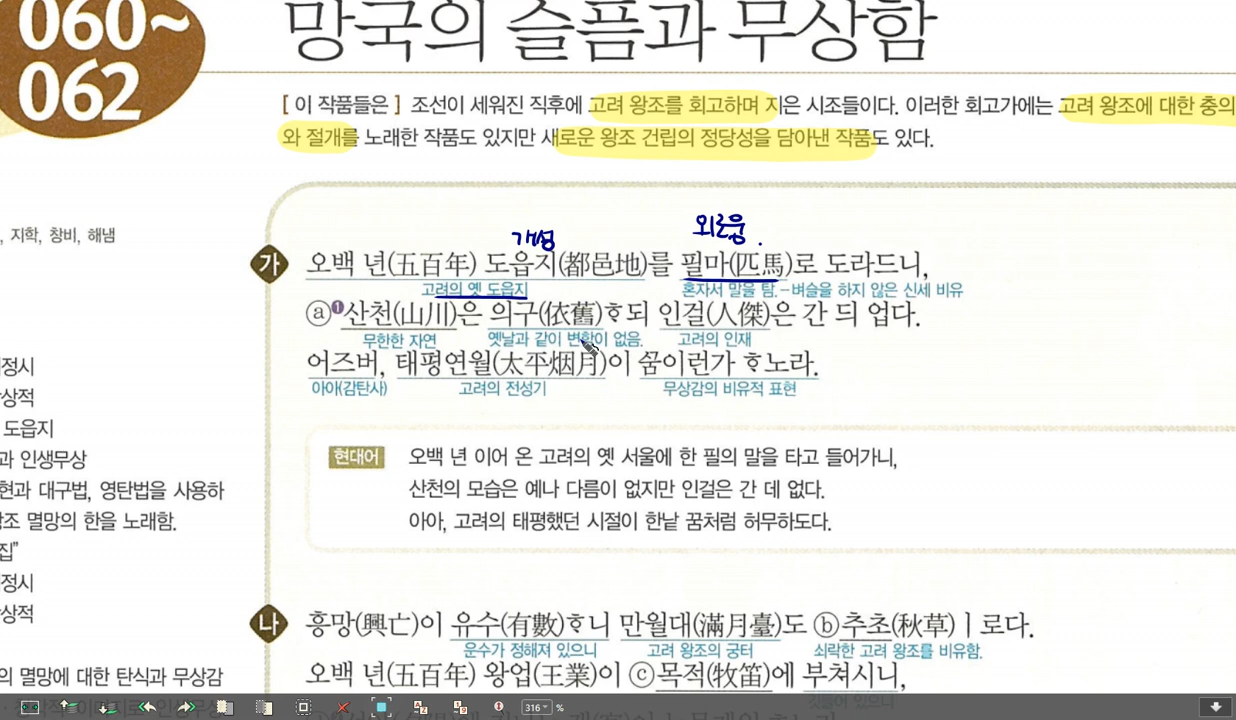 060~
062
망국의 슬픔과 무상함
[ 이 작품들은 ] 조선이 세워진 직후에 고려 왕조를 회고하며 지은 시조들이다. 이러한 회고가에는 고려 왕조에 대한 충의
와 절개를 노래한 작품도 있지만 새로운 왕조 건립의 정당성을 담아낸 작품도 있다.
, 지학, 창비, 해냄
개성
외로움.
가 오백 년(五百年) 도읍지(都邑地)를 필마(匹馬)로 도라드니,
고려의 옛 도읍지 혼자서 말을 탐. – 벼슬을 하지 않은 신세 비유
ⓐ❶산천(山川)은 의구(依舊)ᄒᆞ되 인걸(人傑)은 간 듸 업다.
무한한 자연 옛날과 같이 변함이 없음. 고려의 인재
어즈버, 태평연월(太平烟月)이 ᄭᅮᆷ이런가 ᄒᆞ노라.
아아(감탄사) 고려의 전성기 무상감의 비유적 표현
정시
상적
도읍지
과 인생무상
현과 대구법, 영탄법을 사용하
조 멸망의 한을 노래함.
집”
정시
상적
의 멸망에 대한 탄식과 무상감
현대어 오백 년 이어 온 고려의 옛 서울에 한 필의 말을 타고 들어가니,
산천의 모습은 예나 다름이 없지만 인걸은 간 데 없다.
아아, 고려의 태평했던 시절이 한낱 꿈처럼 허무하도다.
나 흥망(興亡)이 유수(有數)ᄒᆞ니 만월대(滿月臺)도 ⓑ추초(秋草)ㅣ로다.
운수가 정해져 있으니 고려 왕조의 궁터 쇠락한 고려 왕조를 비유함.
오백 년(五百年) 왕업(王業)이 ⓒ목적(牧笛)에 부쳐시니,
316 %